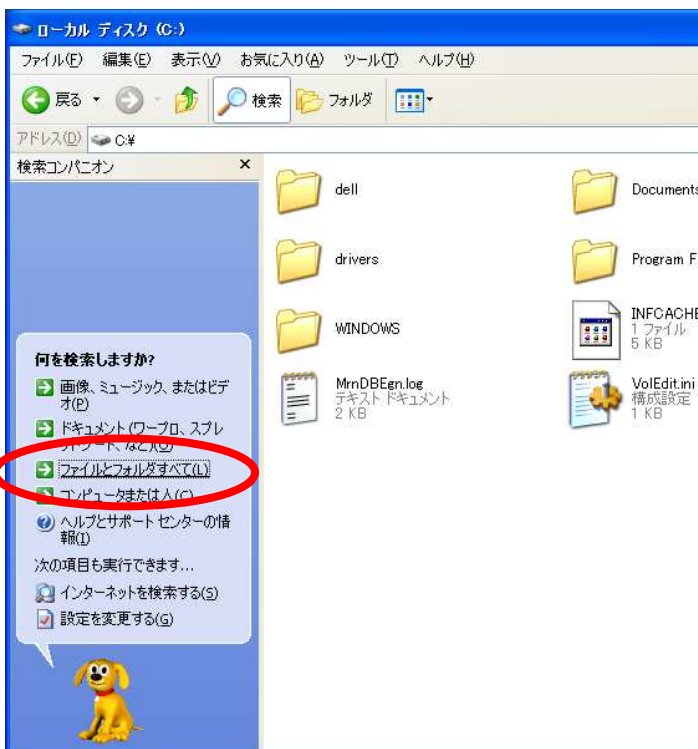 ローカル ディスク (C:)
ファイル(F) 編集(E) 表示(V) お気に入り(A) ツール(T) ヘルプ(H)
戻る 検索 フォルダ
アドレス(D) C:¥
検索コンパニオン ×
何を検索しますか?
画像、ミュージック、またはビデ
オ(P)
ドキュメント(ワープロ、スプレ
ッドシート、など)(O)
ファイルとフォルダすべて(L)
コンピュータまたは人(C)
ヘルプとサポート センターの情
報(I)
次の項目も実行できます...
インターネットを検索する(S)
設定を変更する(G)
dell
Documents
drivers
Program F
WINDOWS
INFCACHE
1 ファイル
5 KB
MrnDBEgn.log
テキスト ドキュメント
2 KB
VolEdit.ini
構成設定
1 KB